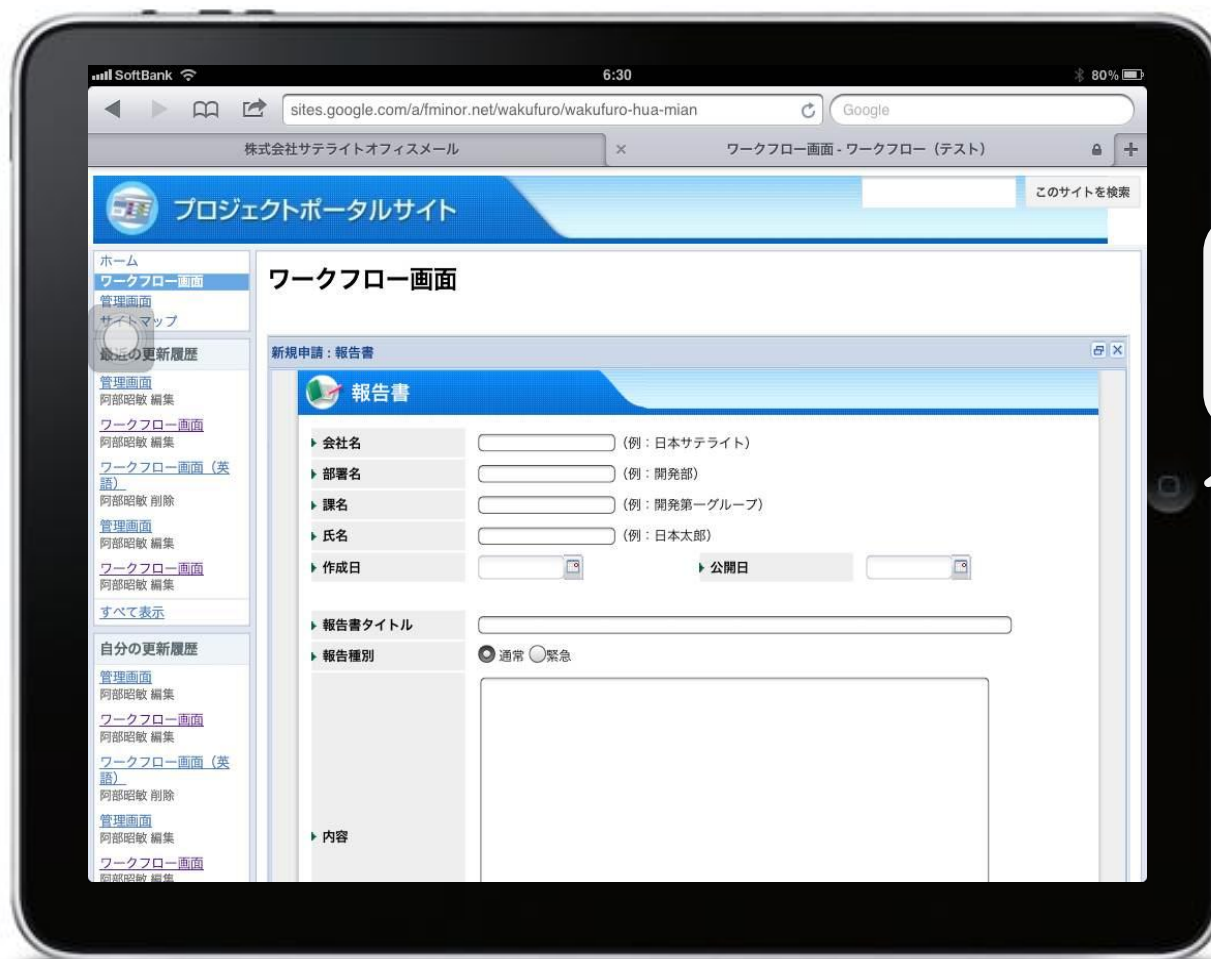 SoftBank
6:30
80%
sites.google.com/a/fminor.net/wakufuro/wakufuro-hua-mian
Google
株式会社サテライトオフィスメール
ワークフロー画面 - ワークフロー（テスト）
プロジェクトポータルサイト
このサイトを検索
ホーム
ワークフロー画面
管理画面
サイトマップ
最近の更新履歴
管理画面
阿部昭敏 編集
ワークフロー画面
阿部昭敏 編集
ワークフロー画面（英
語）
阿部昭敏 削除
管理画面
阿部昭敏 編集
ワークフロー画面
阿部昭敏 編集
すべて表示
自分の更新履歴
管理画面
阿部昭敏 編集
ワークフロー画面
阿部昭敏 編集
ワークフロー画面（英
語）
阿部昭敏 削除
管理画面
阿部昭敏 編集
ワークフロー画面
阿部昭敏 編集
ワークフロー画面
新規申請 : 報告書
報告書
会社名
（例：日本サテライト）
部署名
（例：開発部）
課名
（例：開発第一グループ）
氏名
（例：日本太郎）
作成日
公開日
報告書タイトル
報告種別
通常 緊急
内容